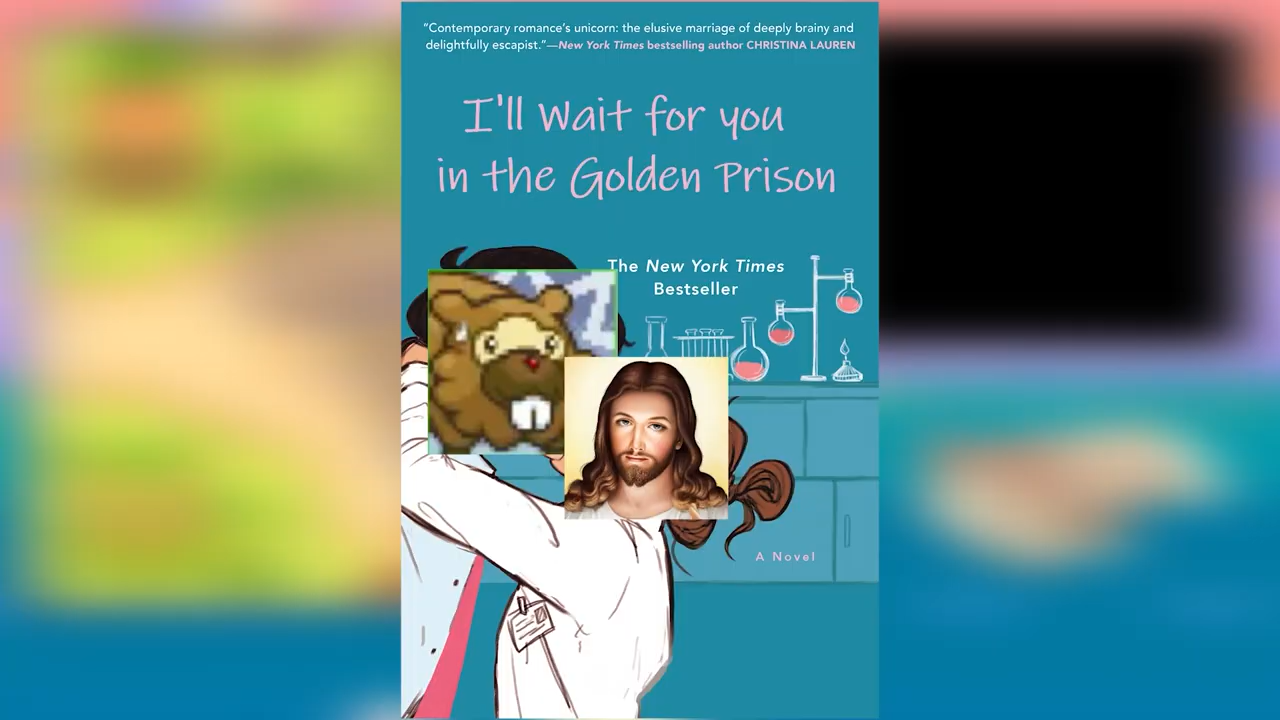 “Contemporary romance’s unicorn: the elusive marriage of deeply brainy and
delightfully escapist.”—New York Times bestselling author CHRISTINA LAUREN
I'll Wait for you
in the Golden Prison
The New York Times
Bestseller
A Novel